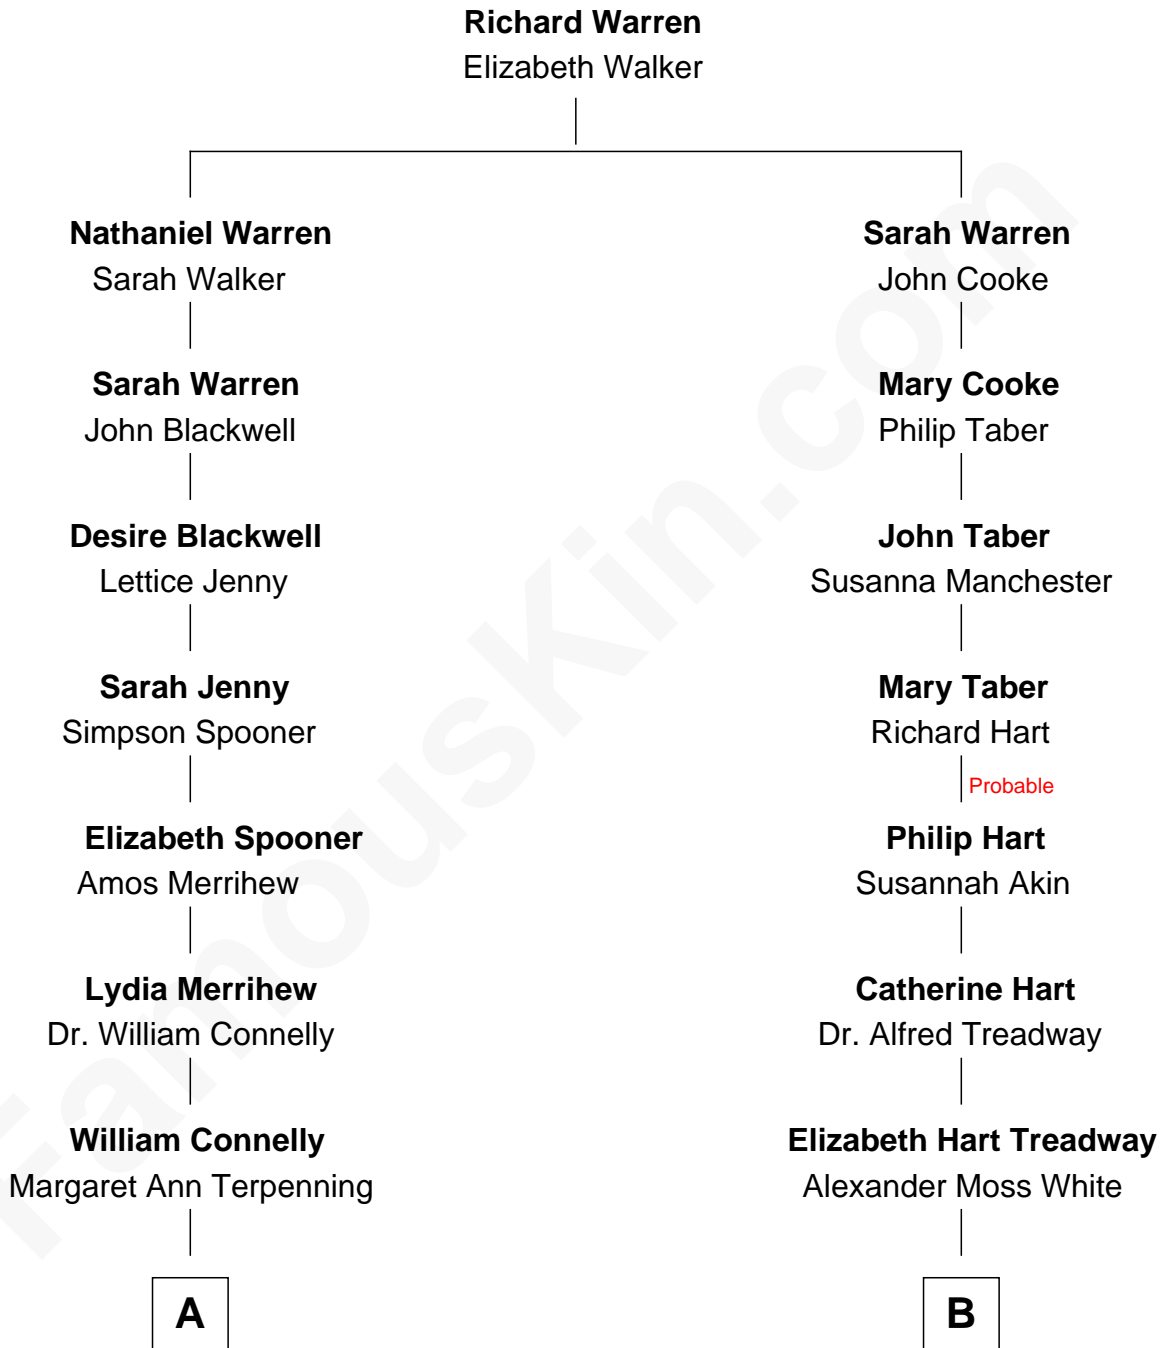 Richard Warren
Elizabeth Walker
Nathaniel Warren
Sarah Walker
Sarah Warren
John Cooke
Sarah Warren
John Blackwell
Mary Cooke
Philip Taber
Desire Blackwell
Lettice Jenny
John Taber
Susanna Manchester
Sarah Jenny
Simpson Spooner
Mary Taber
Richard Hart
Probable
Elizabeth Spooner
Amos Merrihew
Philip Hart
Susannah Akin
Lydia Merrihew
Dr. William Connelly
Catherine Hart
Dr. Alfred Treadway
William Connelly
Margaret Ann Terpenning
Elizabeth Hart Treadway
Alexander Moss White
A
B
FamousKin.com